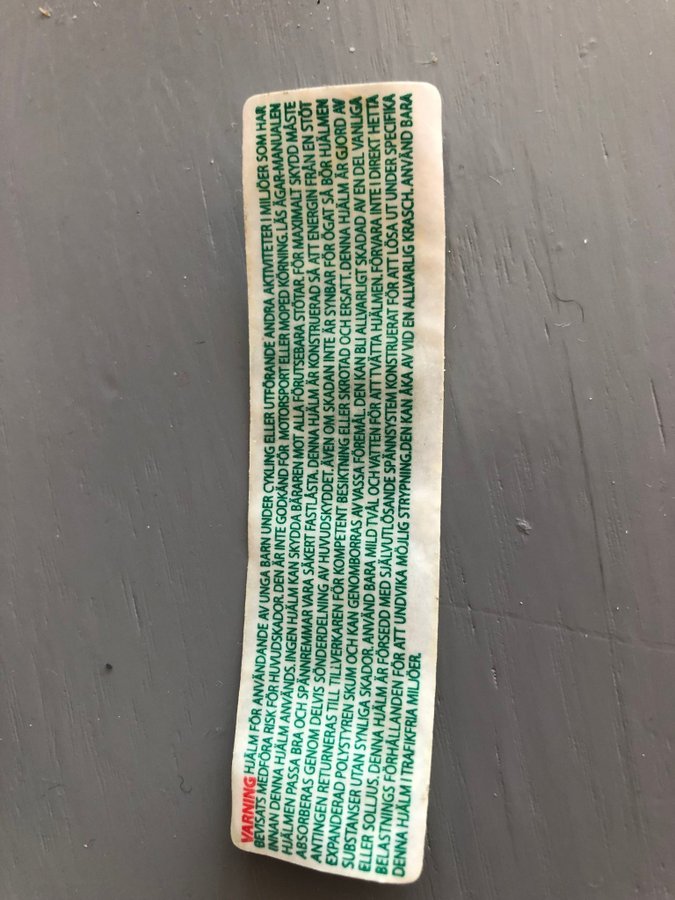 VARNING HJÄLM FÖR ANVÄNDANDE AV UNGA BARN UNDER CYKLING ELLER UTFÖRANDE ANDRA AKTIVITETER I MILJÖER SOM HAR
BEVISATS MEDFÖRA RISK FÖR HUVUDSKADOR. DEN ÄR INTE GODKÄND FÖR MOTORSPORT ELLER MOPED KÖRNING. LÄS ÄGAR-MANUALEN
INNAN DENNA HJÄLM ANVÄNDS. INGEN HJÄLM KAN SKYDDA BÄRAREN MOT ALLA FÖRUTSEBARA STÖTAR. FÖR MAXIMALT SKYDD MÅSTE
HJÄLMEN PASSA BRA OCH SPÄNNREMMAR VARA SÄKERT FASTLÅSTA. DENNA HJÄLM ÄR KONSTRUERAD SÅ ATT ENERGIN FRÅN EN STÖT
ABSORBERAS GENOM DELVIS SÖNDERDELNING AV HUVUDSKYDDET. ÄVEN OM SKADAN INTE ÄR SYNBAR FÖR ÖGAT SÅ BÖR HJÄLMEN
ANTINGEN RETURNERAS TILL TILLVERKAREN FÖR KOMPETENT BESIKTNING ELLER SKROTAD OCH ERSATT. DENNA HJÄLM ÄR GJORD AV
EXPANDERAD POLYSTYREN SKUM OCH KAN GENOMBORRAS AV VASSA FÖREMÅL. DEN KAN BLI ALLVARLIGT SKADAD AV EN DEL VANLIGA
SUBSTANSER UTAN SYNLIGA SKADOR. ANVÄND BARA MILD TVÅL OCH VATTEN FÖR ATT TVÄTTA HJÄLMEN. FÖRVARA INTE I DIREKT HETTA
ELLER SOLLJUS. DENNA HJÄLM ÄR FÖRSEDD MED SJÄLVUTLÖSANDE SPÄNNSYSTEM KONSTRUERAT FÖR ATT LÖSA UT UNDER SPECIFIKA
BELASTNINGS FÖRHÅLLANDEN FÖR ATT UNDVIKA MÖJLIG STRYPNING.DEN KAN ÅKA AV VID EN ALLVARLIG KRASCH. ANVÄND BARA
DENNA HJÄLM I TRAFIKFRIA MILJÖER.